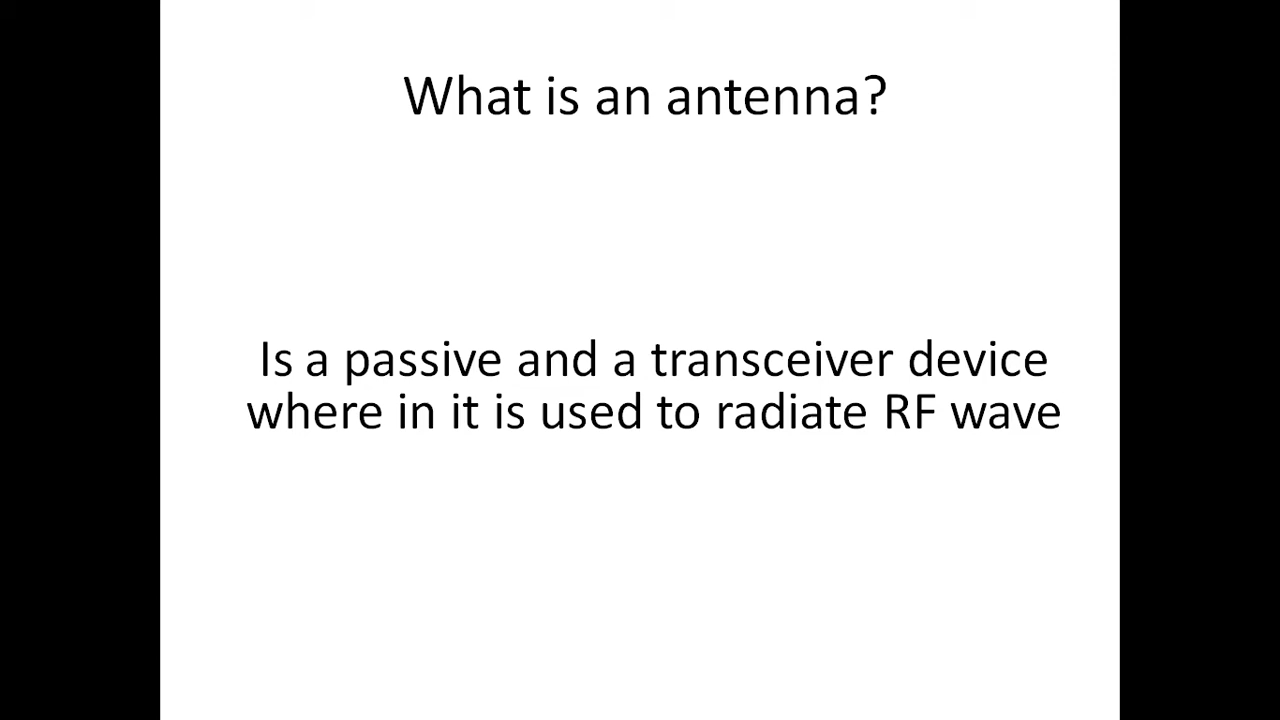 What is an antenna?
Is a passive and a transceiver device
where in it is used to radiate RF wave